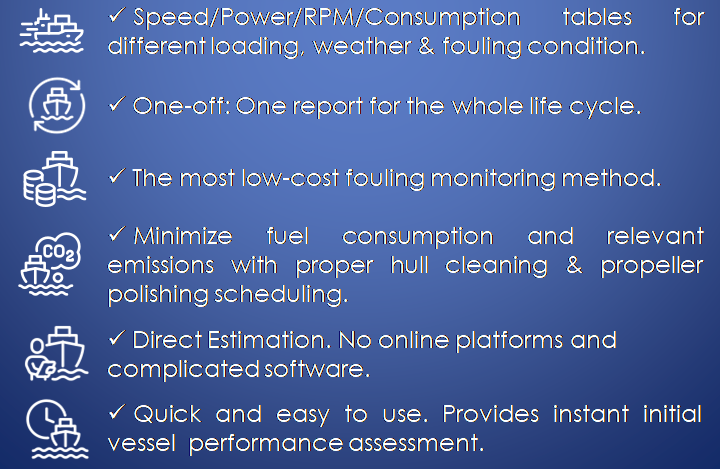 ✓ Speed/Power/RPM/Consumption tables for
different loading, weather & fouling condition.
✓ One-off: One report for the whole life cycle.
✓ The most low-cost fouling monitoring method.
CO2
✓ Minimize fuel consumption and relevant
emissions with proper hull cleaning & propeller
polishing scheduling.
✓ Direct Estimation. No online platforms and
complicated software.
✓ Quick and easy to use. Provides instant initial
vessel performance assessment.